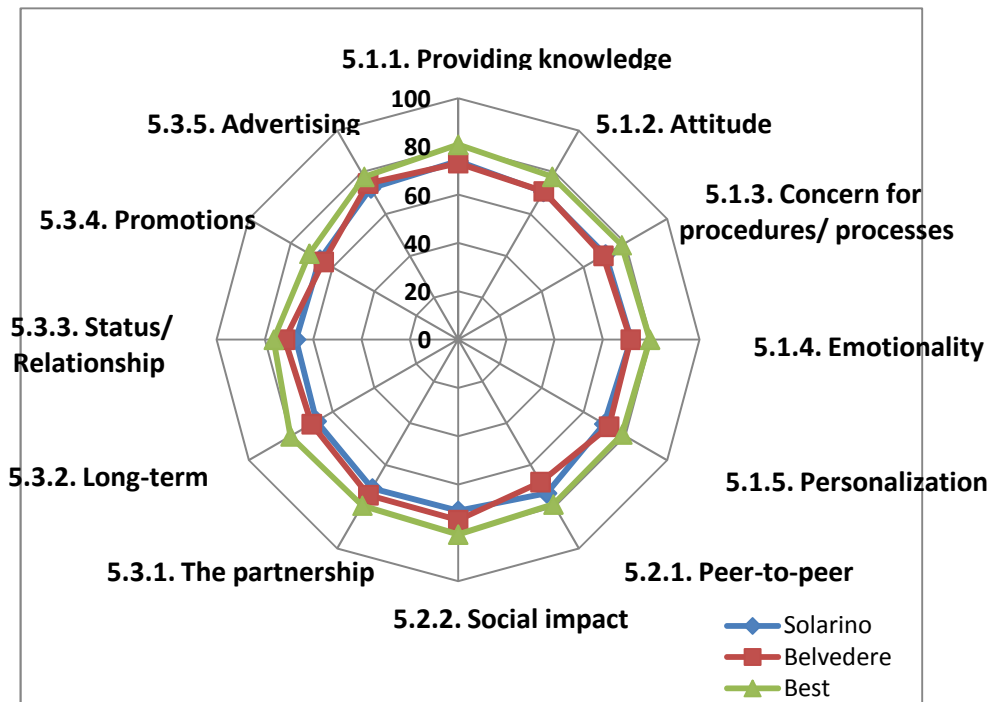 5.1.1. Providing knowledge
5.1.2. Attitude
5.1.3. Concern for
procedures/ processes
5.1.4. Emotionality
5.1.5. Personalization
5.2.1. Peer-to-peer
5.2.2. Social impact
5.3.1. The partnership
5.3.2. Long-term
5.3.3. Status/
Relationship
5.3.4. Promotions
5.3.5. Advertising
100
80
60
40
20
0
Solarino
Belvedere
Best